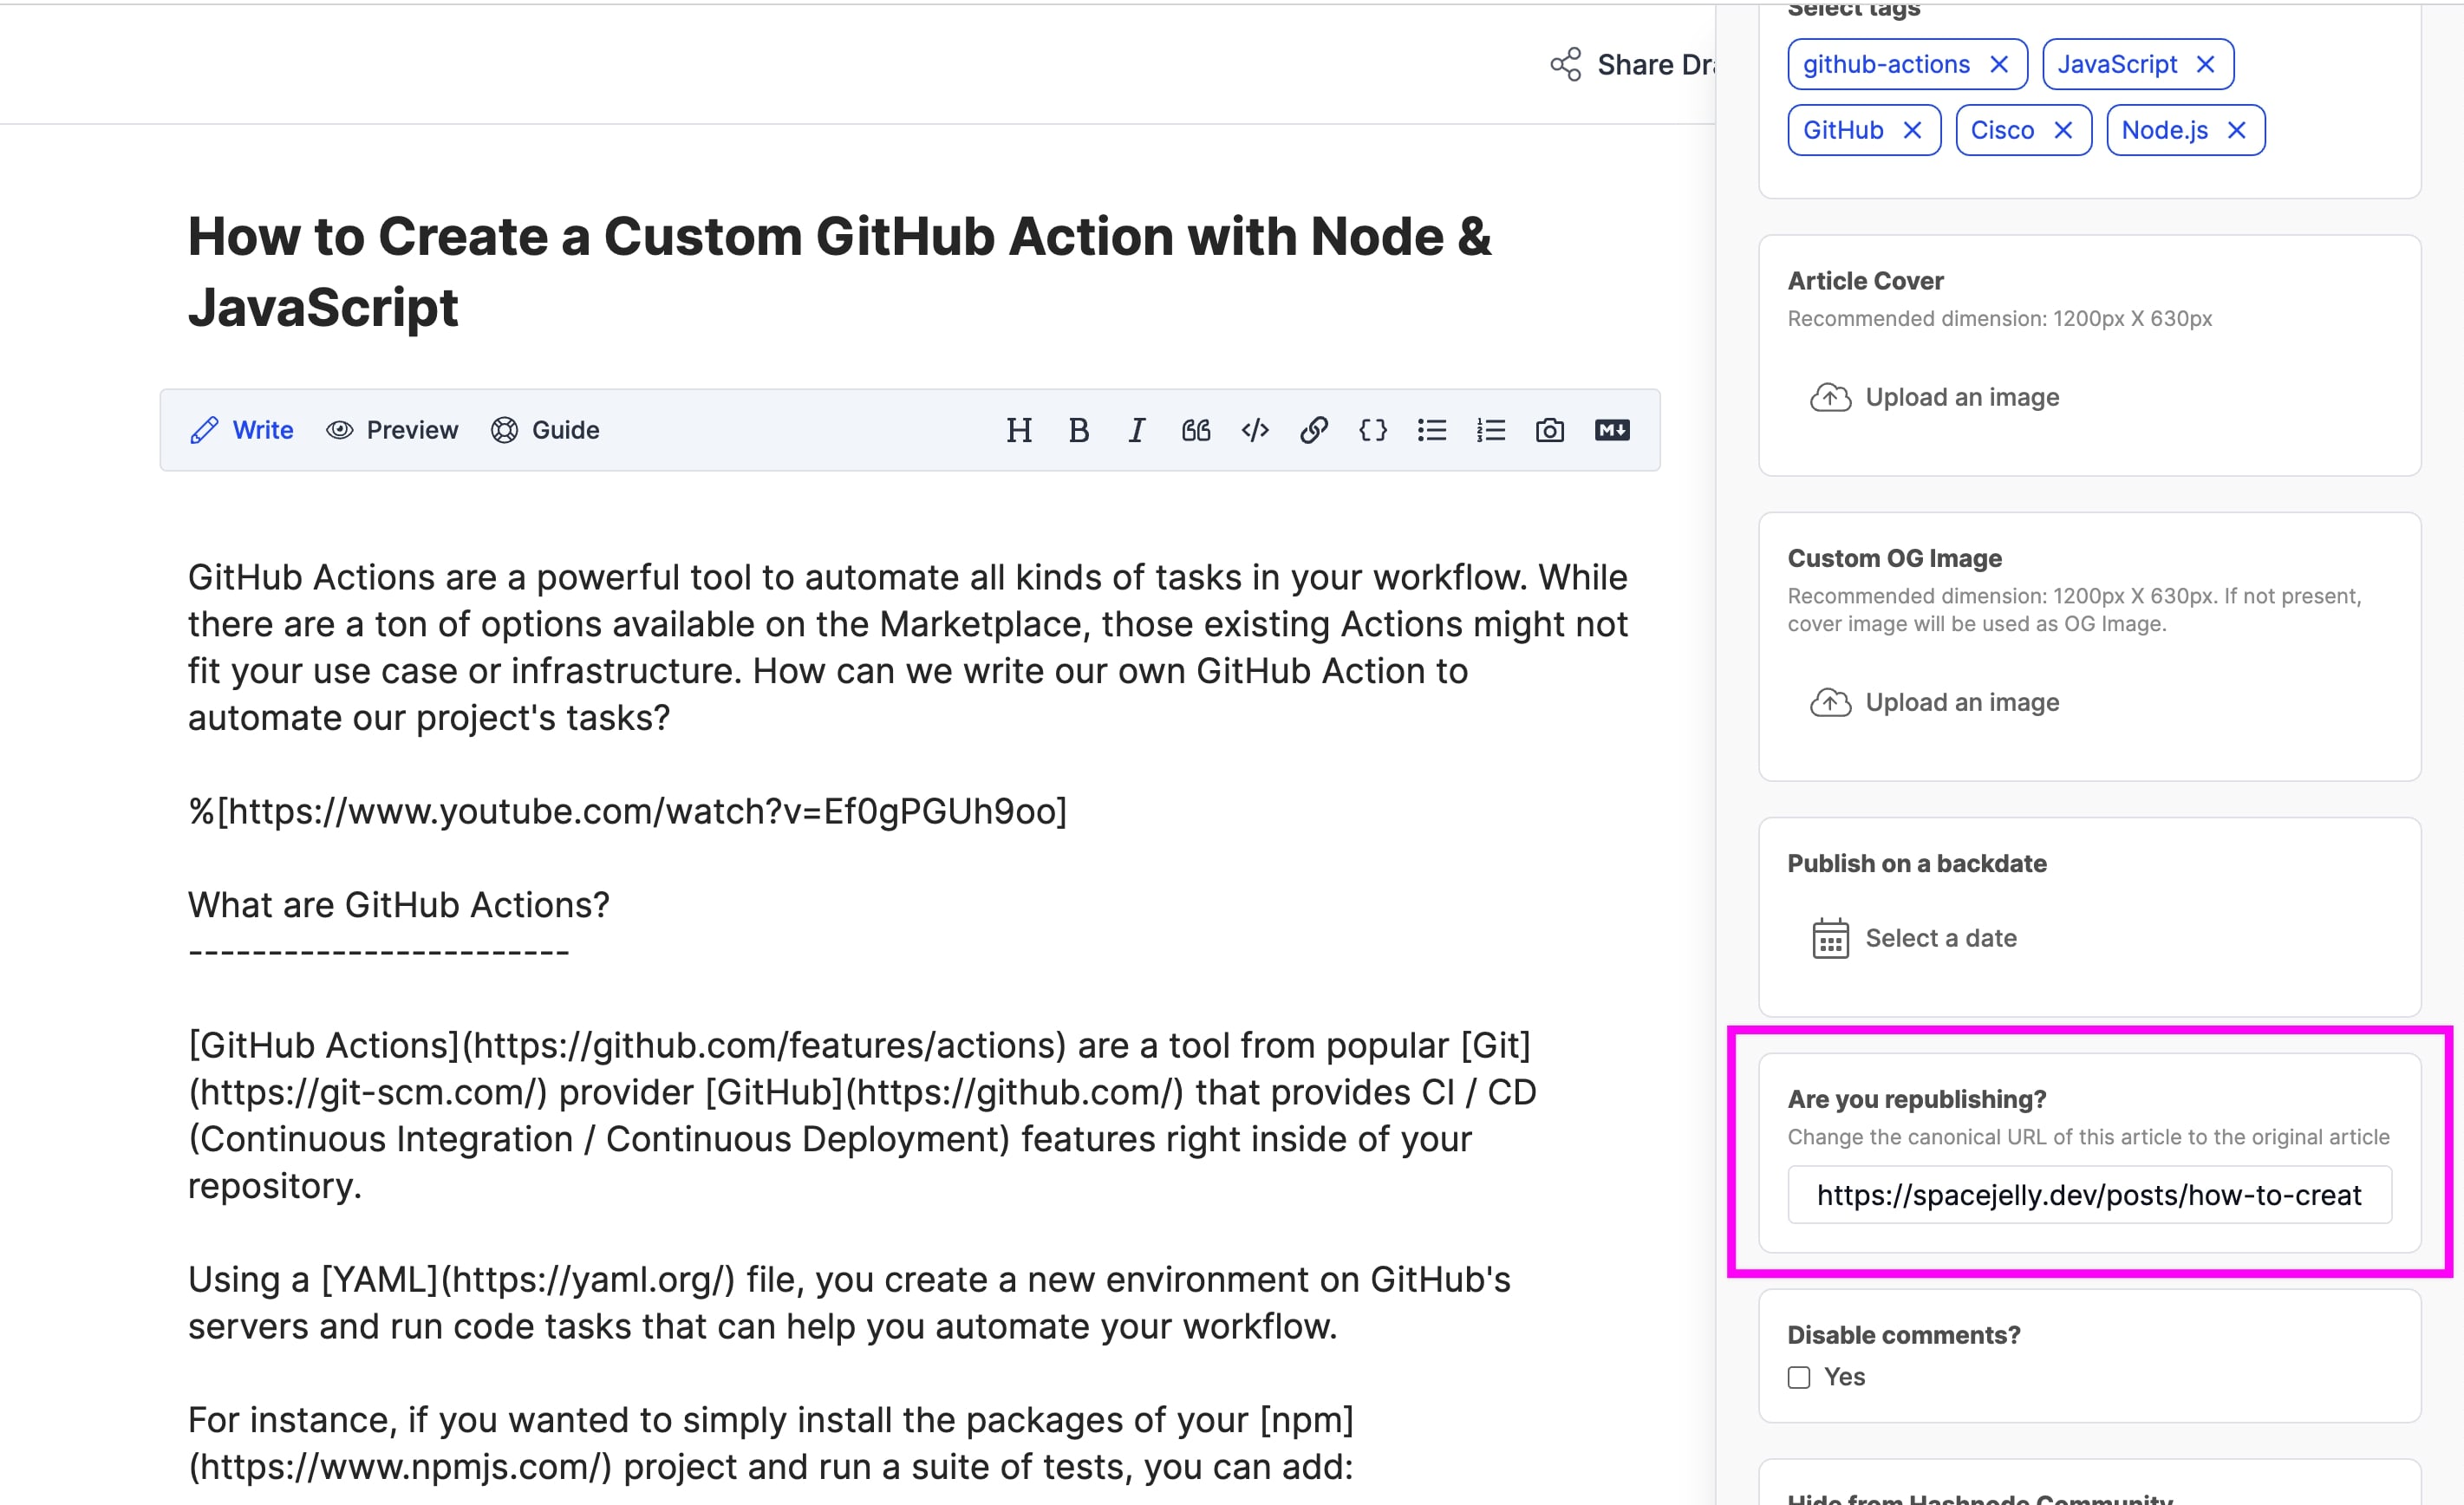 Share Dra
How to Create a Custom GitHub Action with Node &
JavaScript
Write Preview Guide
H B I M↓
GitHub Actions are a powerful tool to automate all kinds of tasks in your workflow. While
there are a ton of options available on the Marketplace, those existing Actions might not
fit your use case or infrastructure. How can we write our own GitHub Action to
automate our project's tasks?
%[https://www.youtube.com/watch?v=Ef0gPGUh9oo]
What are GitHub Actions?
------------------------
[GitHub Actions](https://github.com/features/actions) are a tool from popular [Git]
(https://git-scm.com/) provider [GitHub](https://github.com/) that provides CI / CD
(Continuous Integration / Continuous Deployment) features right inside of your
repository.
Using a [YAML](https://yaml.org/) file, you create a new environment on GitHub's
servers and run code tasks that can help you automate your workflow.
For instance, if you wanted to simply install the packages of your [npm]
(https://www.npmjs.com/) project and run a suite of tests, you can add:
Select tags
github-actions JavaScript
GitHub Cisco Node.js
Article Cover
Recommended dimension: 1200px X 630px
Upload an image
Custom OG Image
Recommended dimension: 1200px X 630px. If not present,
cover image will be used as OG Image.
Upload an image
Publish on a backdate
Select a date
Are you republishing?
Change the canonical URL of this article to the original article
https://spacejelly.dev/posts/how-to-creat
Disable comments?
Yes
Hide from Hashnode Community